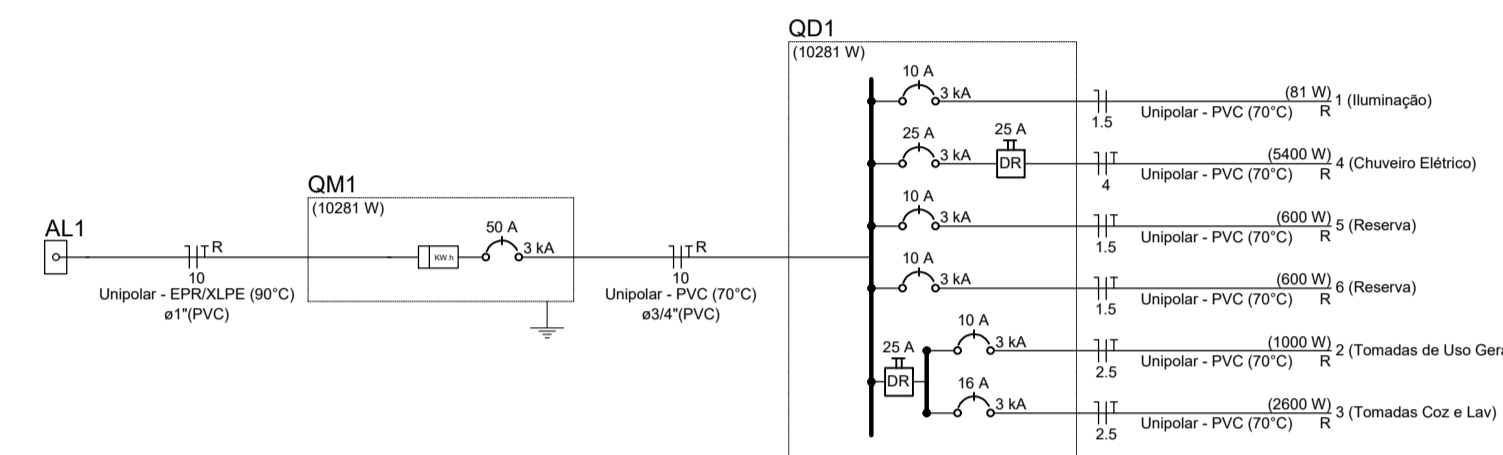 QD1
(10281 W)
10 A
3 kA
1.5
(81 W)
Unipolar - PVC (70°C) R
1 (Iluminação)
25 A
3 kA
25 A
DR
T
4
(5400 W)
Unipolar - PVC (70°C) R
4 (Chuveiro Elétrico)
10 A
3 kA
T
1.5
(600 W)
Unipolar - PVC (70°C) R
5 (Reserva)
10 A
3 kA
T
1.5
(600 W)
Unipolar - PVC (70°C) R
6 (Reserva)
25 A
DR
10 A
3 kA
T
2.5
(1000 W)
Unipolar - PVC (70°C) R
2 (Tomadas de Uso Gera
16 A
3 kA
T
2.5
(2600 W)
Unipolar - PVC (70°C) R
3 (Tomadas Coz e Lav)
QM1
(10281 W)
KW.h
50 A
3 kA
AL1
T R
10
Unipolar - EPR/XLPE (90°C)
ø1"(PVC)
T R
10
Unipolar - PVC (70°C)
ø3/4"(PVC)